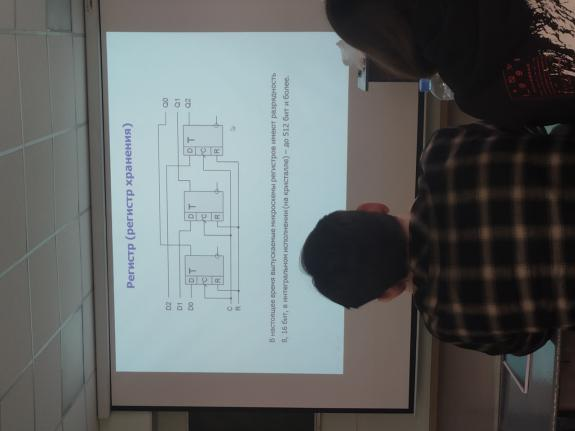 Регистр (регистр хранения)
Q0
Q1
Q2
D T
C
R
D T
C
R
D T
C
R
D2
D1
D0
C
R
В настоящее время выпускаемые микросхемы регистров имеют разрядность
8, 16 бит, в интегральном исполнении (на кристалле) – до 512 бит и более.